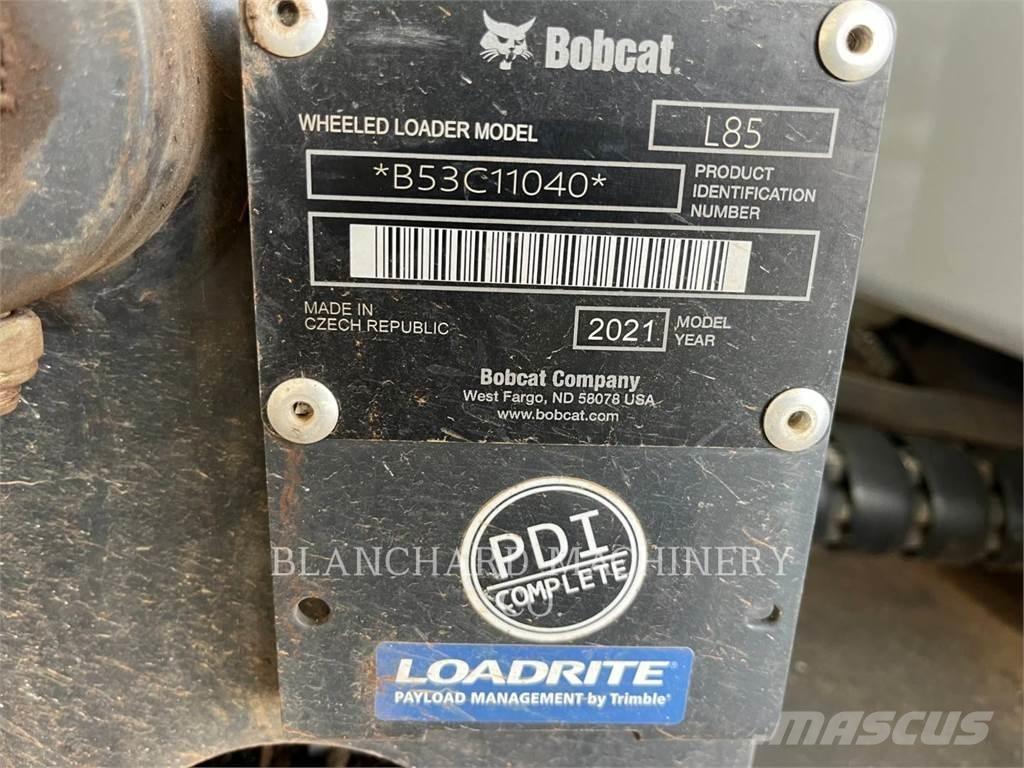 Bobcat
WHEELED LOADER MODEL L85
*B53C11040*
PRODUCT
IDENTIFICATION
NUMBER
MADE IN
CZECH REPUBLIC
2021
MODEL
YEAR
Bobcat Company
West Fargo, ND 58078 USA
www.bobcat.com
PDI
COMPLETE
BLANCHARD MACHINERY
LOADRITE
PAYLOAD MANAGEMENT by Trimble
MASCUS